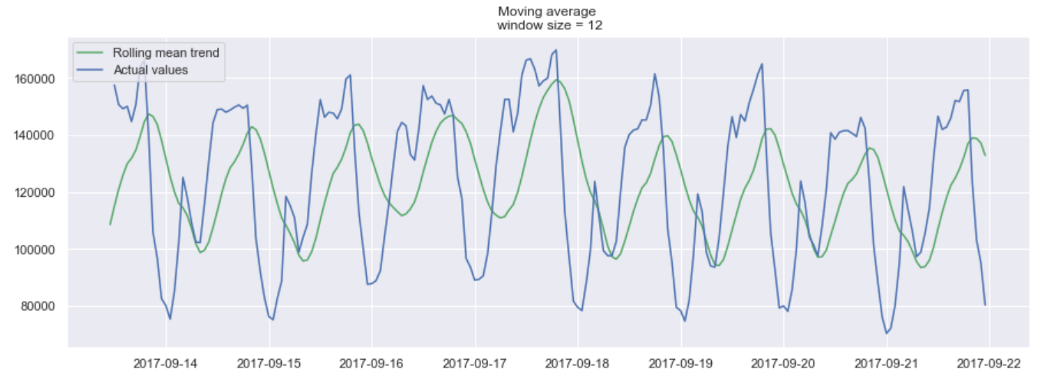 Moving average
window size = 12
Rolling mean trend
Actual values
160000
140000
120000
100000
80000
2017-09-14 2017-09-15 2017-09-16 2017-09-17 2017-09-18 2017-09-19 2017-09-20 2017-09-21 2017-09-22